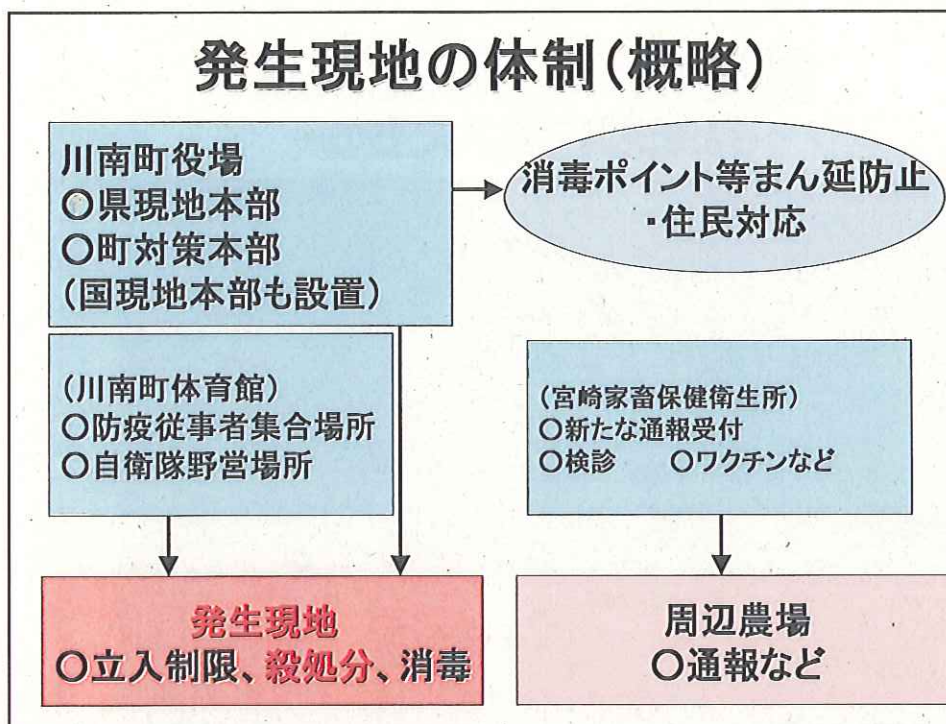 発生現地の体制(概略)
川南町役場
○県現地本部
○町対策本部
(国現地本部も設置)
消毒ポイント等まん延防止
・住民対応
(川南町体育館)
○防疫従事者集合場所
○自衛隊野営場所
(宮崎家畜保健衛生所)
○新たな通報受付
○検診 ○ワクチンなど
発生現地
○立入制限、殺処分、消毒
周辺農場
○通報など